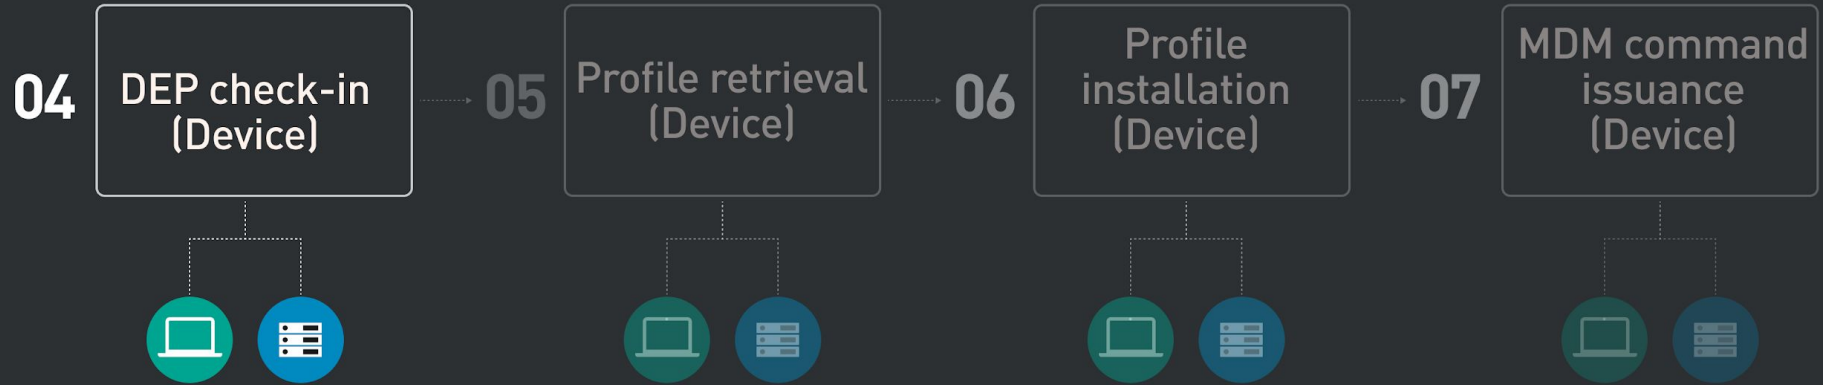 04
DEP check-in
(Device)
05
Profile retrieval
(Device)
06
Profile
installation
(Device)
07
MDM command
issuance
(Device)